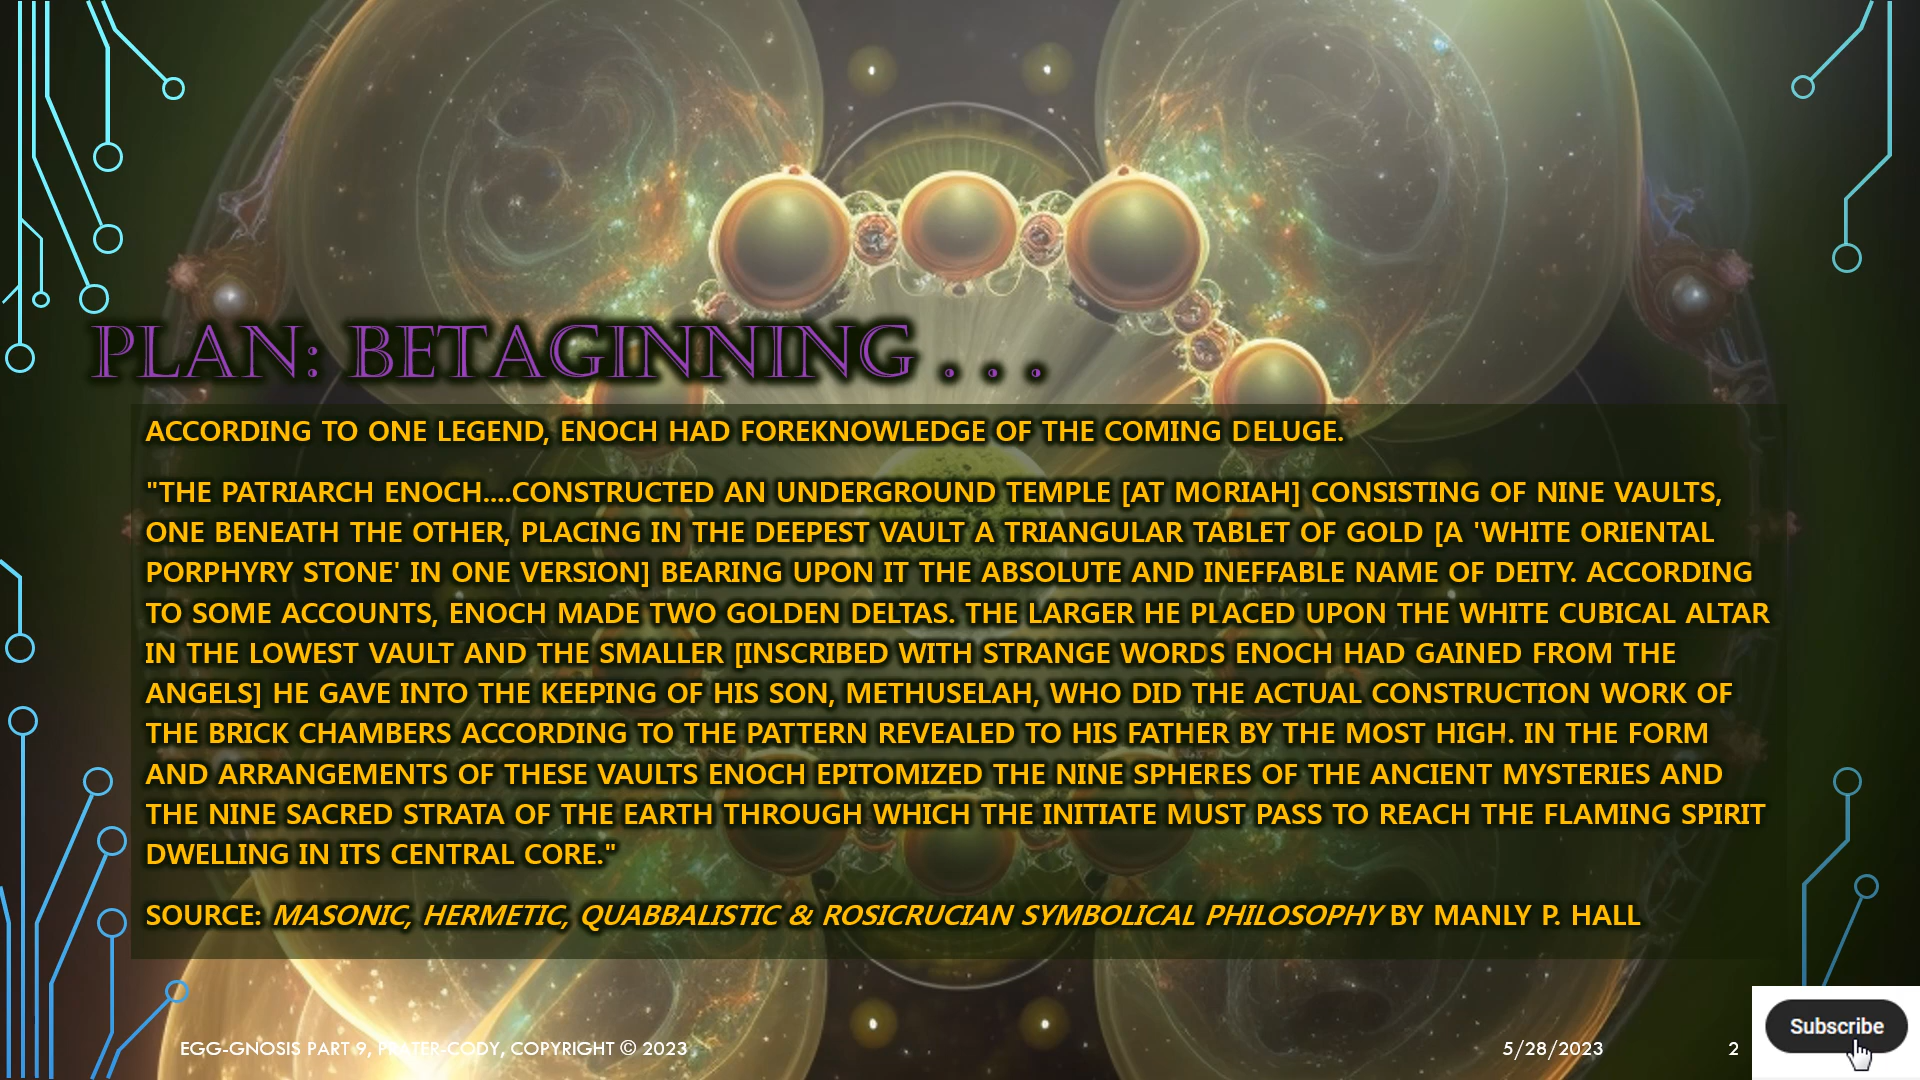 PLAN: BETAGINNING . . .
ACCORDING TO ONE LEGEND, ENOCH HAD FOREKNOWLEDGE OF THE COMING DELUGE.
"THE PATRIARCH ENOCH....CONSTRUCTED AN UNDERGROUND TEMPLE [AT MORIAH] CONSISTING OF NINE VAULTS,
ONE BENEATH THE OTHER, PLACING IN THE DEEPEST VAULT A TRIANGULAR TABLET OF GOLD [A 'WHITE ORIENTAL
PORPHYRY STONE' IN ONE VERSION] BEARING UPON IT THE ABSOLUTE AND INEFFABLE NAME OF DEITY. ACCORDING
TO SOME ACCOUNTS, ENOCH MADE TWO GOLDEN DELTAS. THE LARGER HE PLACED UPON THE WHITE CUBICAL ALTAR
IN THE LOWEST VAULT AND THE SMALLER [INSCRIBED WITH STRANGE WORDS ENOCH HAD GAINED FROM THE
ANGELS] HE GAVE INTO THE KEEPING OF HIS SON, METHUSELAH, WHO DID THE ACTUAL CONSTRUCTION WORK OF
THE BRICK CHAMBERS ACCORDING TO THE PATTERN REVEALED TO HIS FATHER BY THE MOST HIGH. IN THE FORM
AND ARRANGEMENTS OF THESE VAULTS ENOCH EPITOMIZED THE NINE SPHERES OF THE ANCIENT MYSTERIES AND
THE NINE SACRED STRATA OF THE EARTH THROUGH WHICH THE INITIATE MUST PASS TO REACH THE FLAMING SPIRIT
DWELLING IN ITS CENTRAL CORE."
SOURCE: MASONIC, HERMETIC, QUABBALISTIC & ROSICRUCIAN SYMBOLICAL PHILOSOPHY BY MANLY P. HALL
EGG-GNOSIS PART 9, PRATER-CODY, COPYRIGHT © 2023
5/28/2023
2
Subscribe